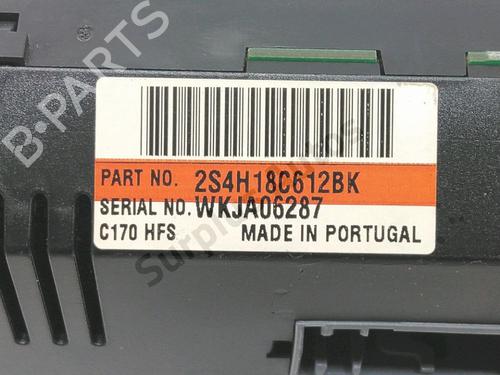 B-PARTS
PART NO. 2S4H18C612BK
SERIAL NO. WKJA06287
C170 HFS MADE IN PORTUGAL